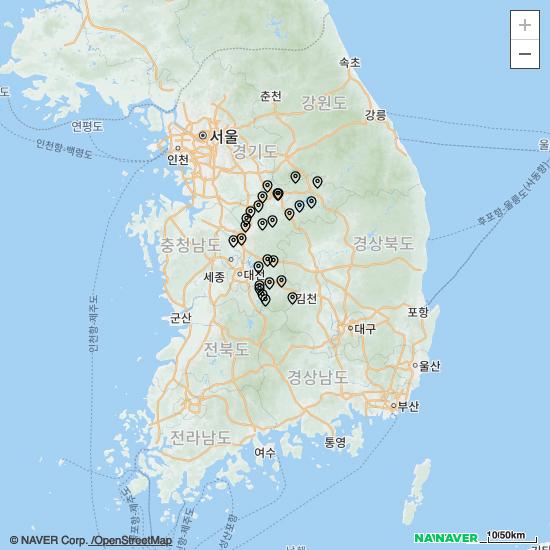 속초
춘천
강원도
강릉
연평도
서울
인천항-백령도
경기도
인천
울
후포항-울릉도(사동항)
충청남도
경상북도
세종
대전
김천
인천항-제주도
군산
포항
대구
전북도
울산
경상남도
부산
전라남도
통영
여수
© NAVER Corp. /OpenStreetMap
NAVER
10/50km